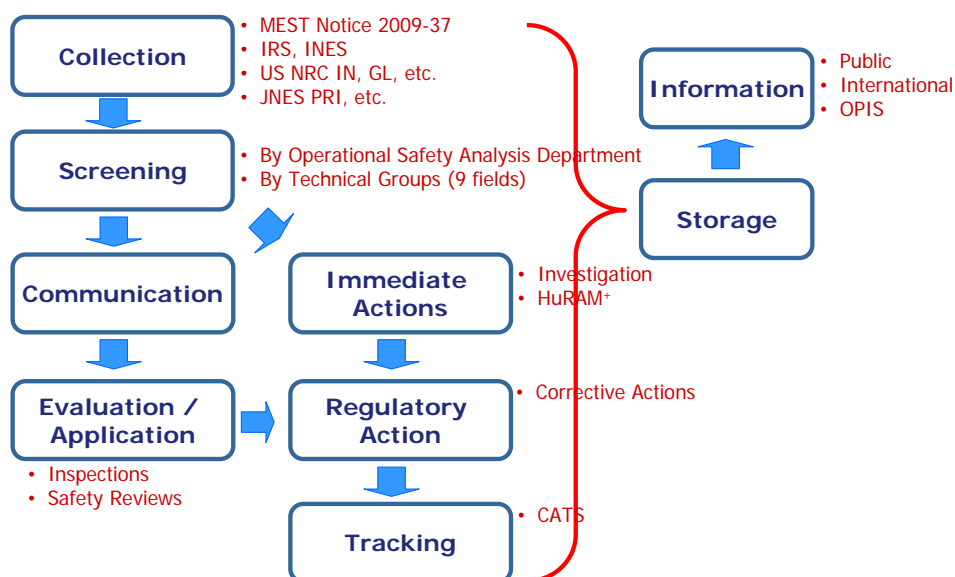 Collection
• MEST Notice 2009-37
• IRS, INES
• US NRC IN, GL, etc.
• JNES PRI, etc.
Screening
• By Operational Safety Analysis Department
• By Technical Groups (9 fields)
Communication
Immediate
Actions
• Investigation
• HuRAM+
Evaluation /
Application
• Inspections
• Safety Reviews
Regulatory
Action
• Corrective Actions
Tracking
• CATS
Information
• Public
• International
• OPIS
Storage